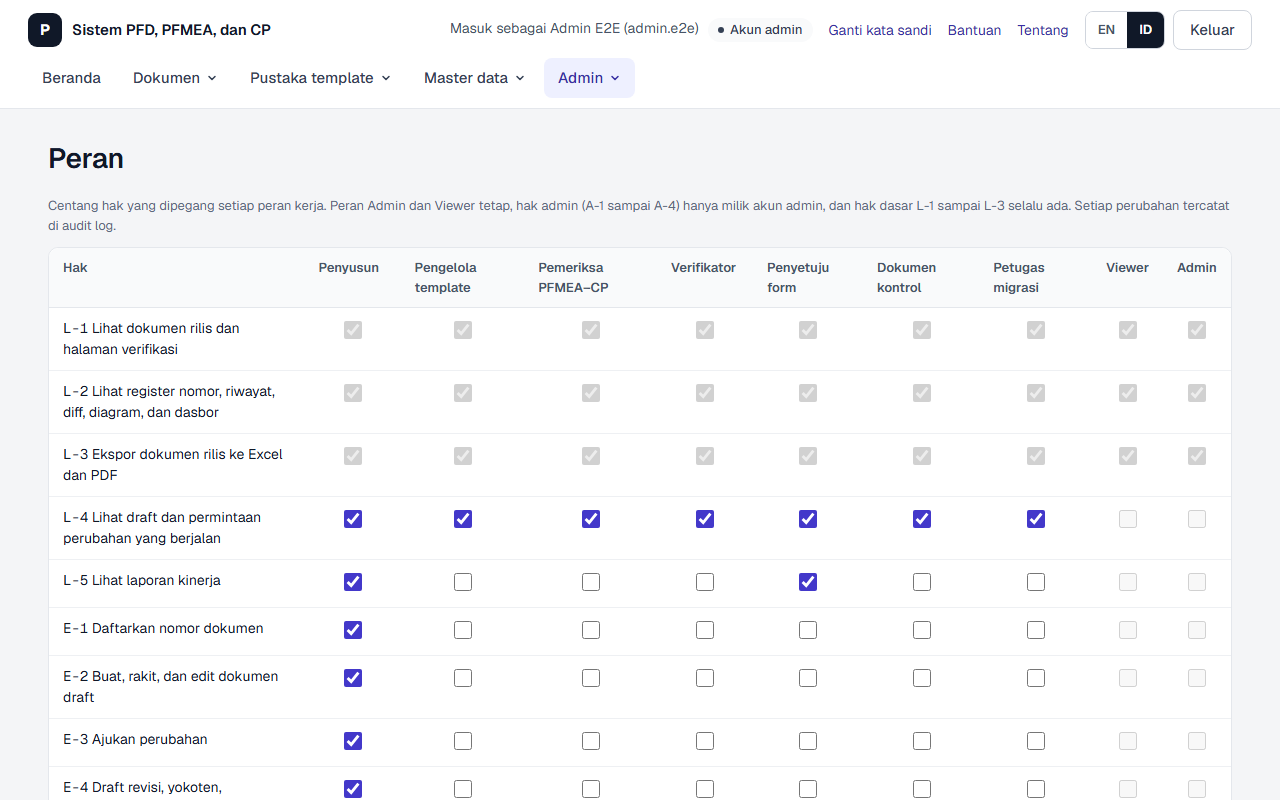 P Sistem PFD, PFMEA, dan CP
Masuk sebagai Admin E2E (admin.e2e) Akun admin Ganti kata sandi Bantuan Tentang EN ID Keluar
Beranda Dokumen Pustaka template Master data Admin
Peran
Centang hak yang dipegang setiap peran kerja. Peran Admin dan Viewer tetap, hak admin (A-1 sampai A-4) hanya milik akun admin, dan hak dasar L-1 sampai L-3 selalu ada. Setiap perubahan tercatat
di audit log.
Hak Penyusun Pengelola template Pemeriksa PFMEA–CP Verifikator Penyetuju form Dokumen kontrol Petugas migrasi Viewer Admin
L-1 Lihat dokumen rilis dan
halaman verifikasi
L-2 Lihat register nomor, riwayat,
diff, diagram, dan dasbor
L-3 Ekspor dokumen rilis ke Excel
dan PDF
L-4 Lihat draft dan permintaan
perubahan yang berjalan
L-5 Lihat laporan kinerja
E-1 Daftarkan nomor dokumen
E-2 Buat, rakit, dan edit dokumen
draft
E-3 Ajukan perubahan
E-4 Draft revisi, yokoten,